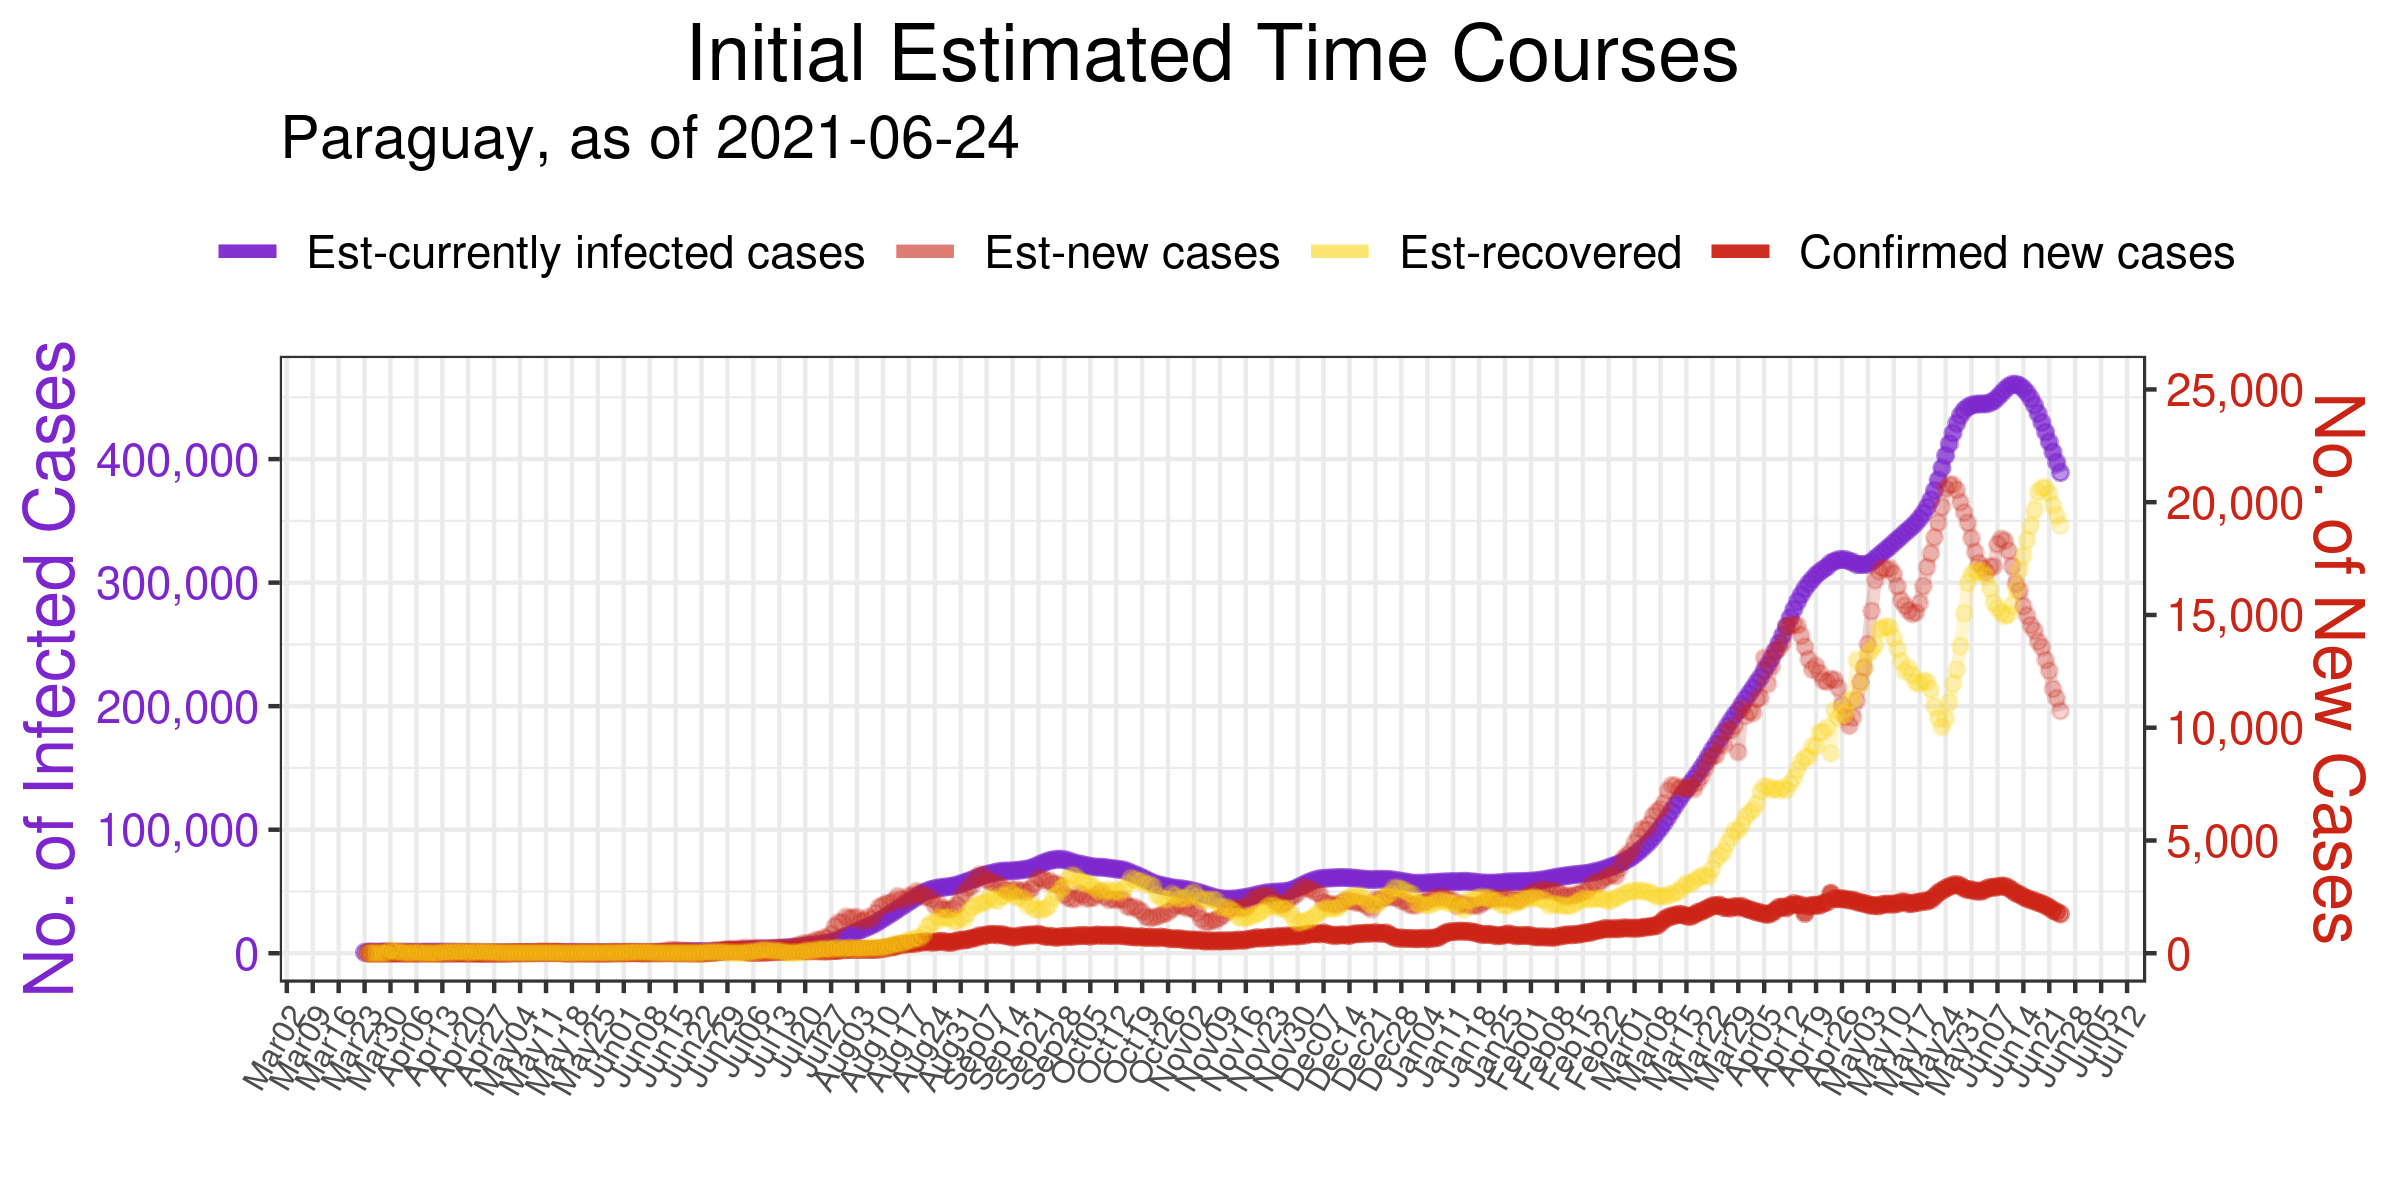 Initial Estimated Time Courses
Paraguay, as of 2021-06-24
Est-currently infected cases Est-new cases Est-recovered Confirmed new cases
No. of Infected Cases
400,000
300,000
200,000
100,000
0
25,000
20,000
15,000
10,000
5,000
0
No. of New Cases
Mar02 Mar09 Mar16 Mar23 Mar30 Apr06 Apr13 Apr20 Apr27 May04 May11 May18 May25 Jun01 Jun08 Jun15 Jun22 Jun29 Jul06 Jul13 Jul20 Jul27 Aug03 Aug10 Aug17 Aug24 Aug31 Sep07 Sep14 Sep21 Sep28 Oct05 Oct12 Oct19 Oct26 Nov02 Nov09 Nov16 Nov23 Nov30 Dec07 Dec14 Dec21 Dec28 Jan04 Jan11 Jan18 Jan25 Feb01 Feb08 Feb15 Feb22 Mar01 Mar08 Mar15 Mar22 Mar29 Apr05 Apr12 Apr19 Apr26 May03 May10 May17 May24 May31 Jun07 Jun14 Jun21 Jun28 Jul05 Jul12